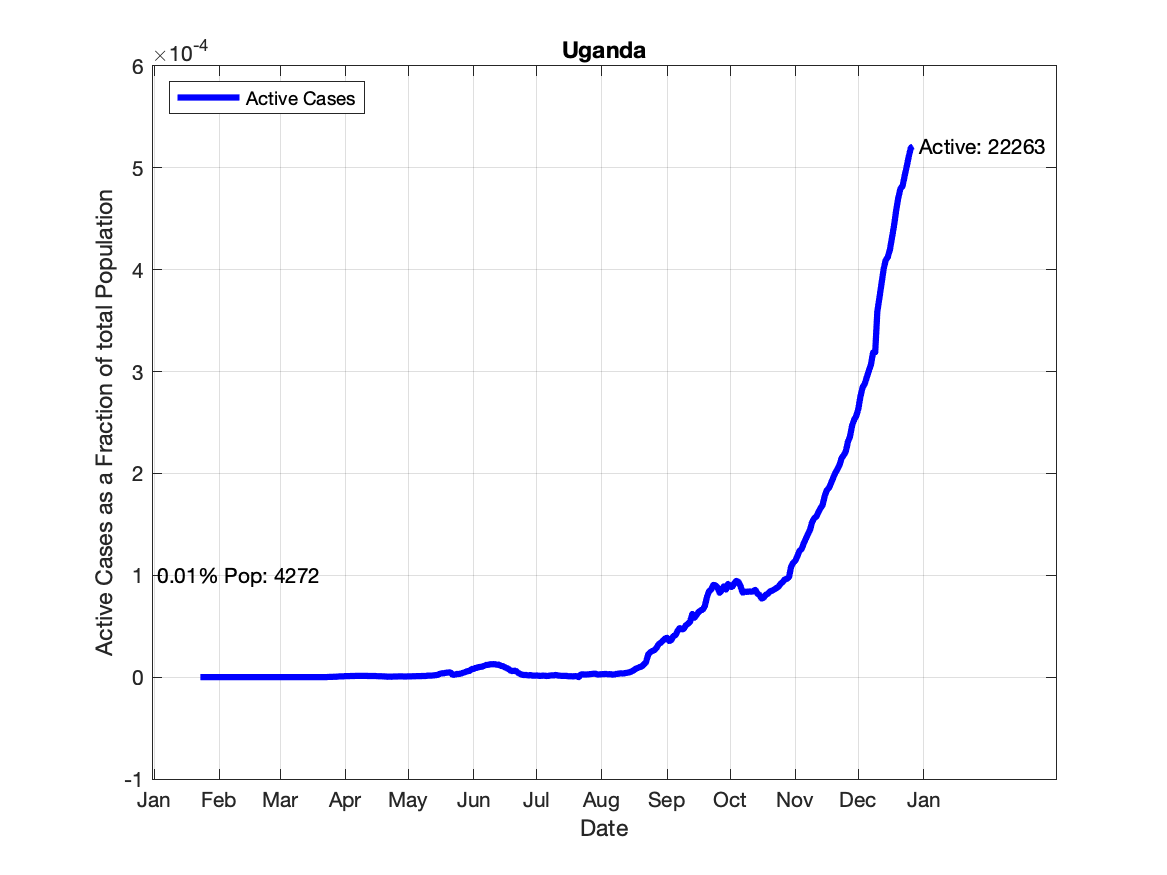 Uganda
×10-4
6
5
4
3
2
1
0
-1
Active Cases as a Fraction of total Population
Active Cases
Active: 22263
0.01% Pop: 4272
Jan Feb Mar Apr May Jun Jul Aug Sep Oct Nov Dec Jan
Date